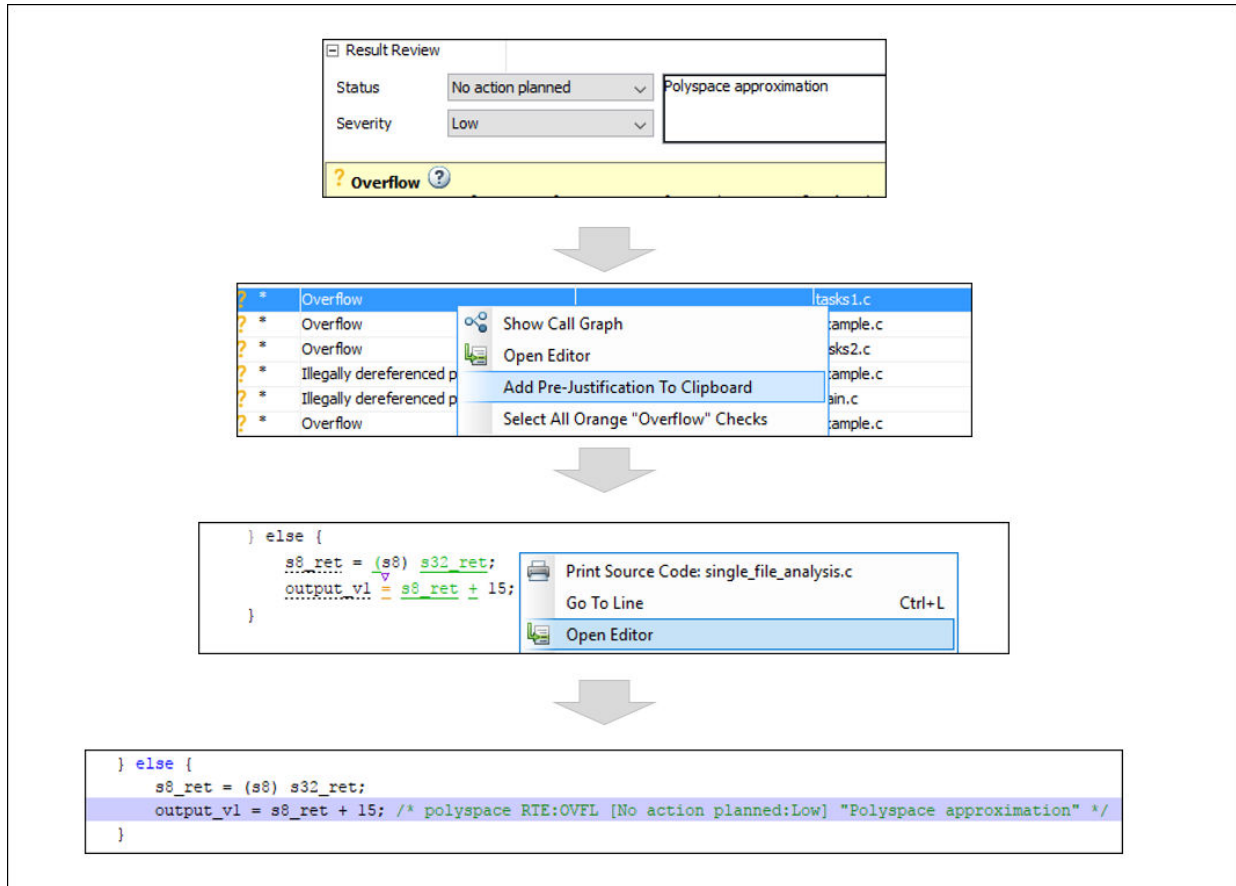 Result Review
Status No action planned Polyspace approximation
Severity Low
? Overflow ?
? * Overflow tasks1.c
? * Overflow Show Call Graph
? * Overflow Open Editor
? * Illegally dereferenced Add Pre-Justification To Clipboard
? * Illegally dereferenced
? * Overflow Select All Orange "Overflow" Checks
} else {
s8_ret = (s8) s32_ret;
output_v1 = s8_ret + 15;
}
Print Source Code: single_file_analysis.c
Go To Line Ctrl+L
Open Editor
} else {
s8_ret = (s8) s32_ret;
output_v1 = s8_ret + 15; /* polyspace RTE:OVFL [No action planned:Low] "Polyspace approximation" */
}